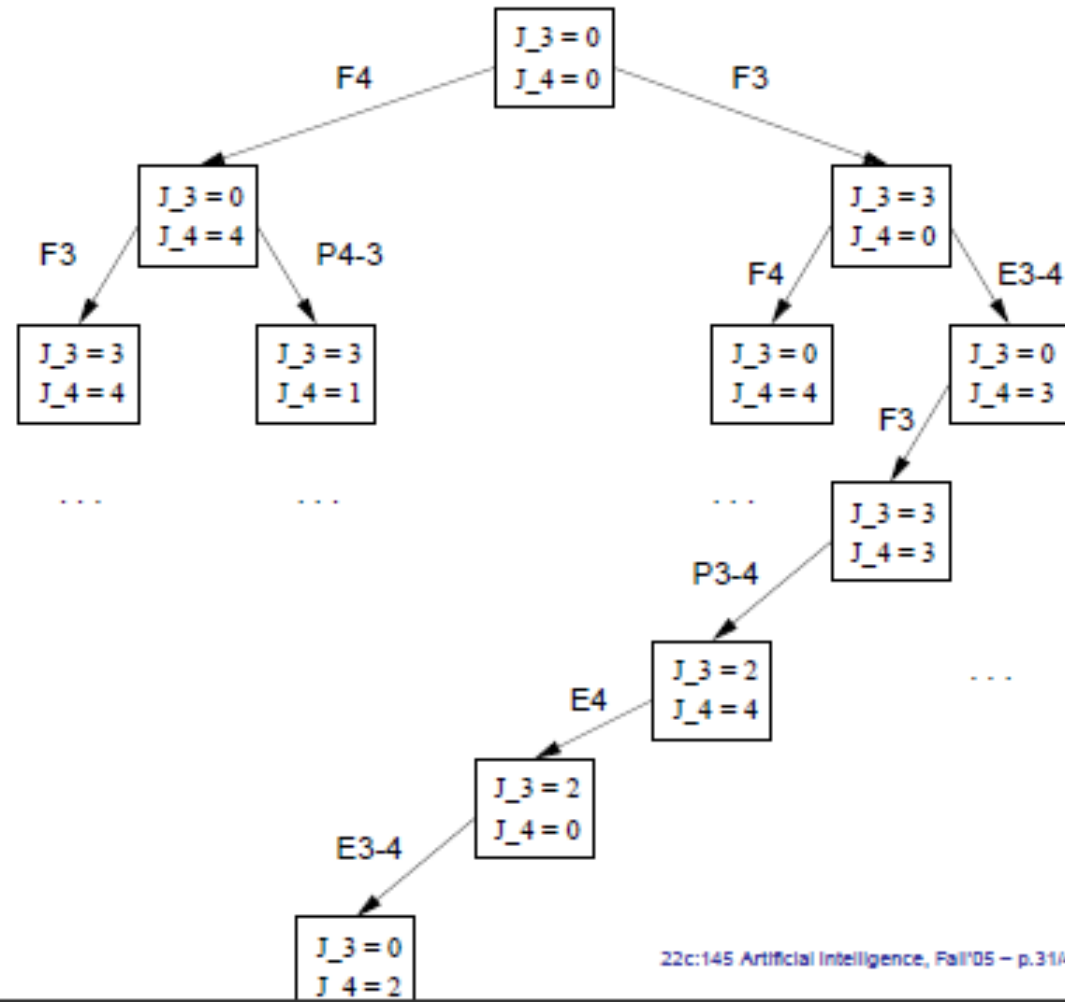 J_3 = 0
J_4 = 0
F4
F3
J_3 = 0
J_4 = 4
J_3 = 3
J_4 = 0
F3
P4-3
F4
E3-4
J_3 = 3
J_4 = 4
J_3 = 3
J_4 = 1
J_3 = 0
J_4 = 4
J_3 = 0
J_4 = 3
F3
. . .
. . .
. . .
J_3 = 3
J_4 = 3
P3-4
J_3 = 2
J_4 = 4
. . .
E4
J_3 = 2
J_4 = 0
E3-4
J_3 = 0
J_4 = 2
22c:145 Artificial Intelligence, Fall'05 – p.31/4